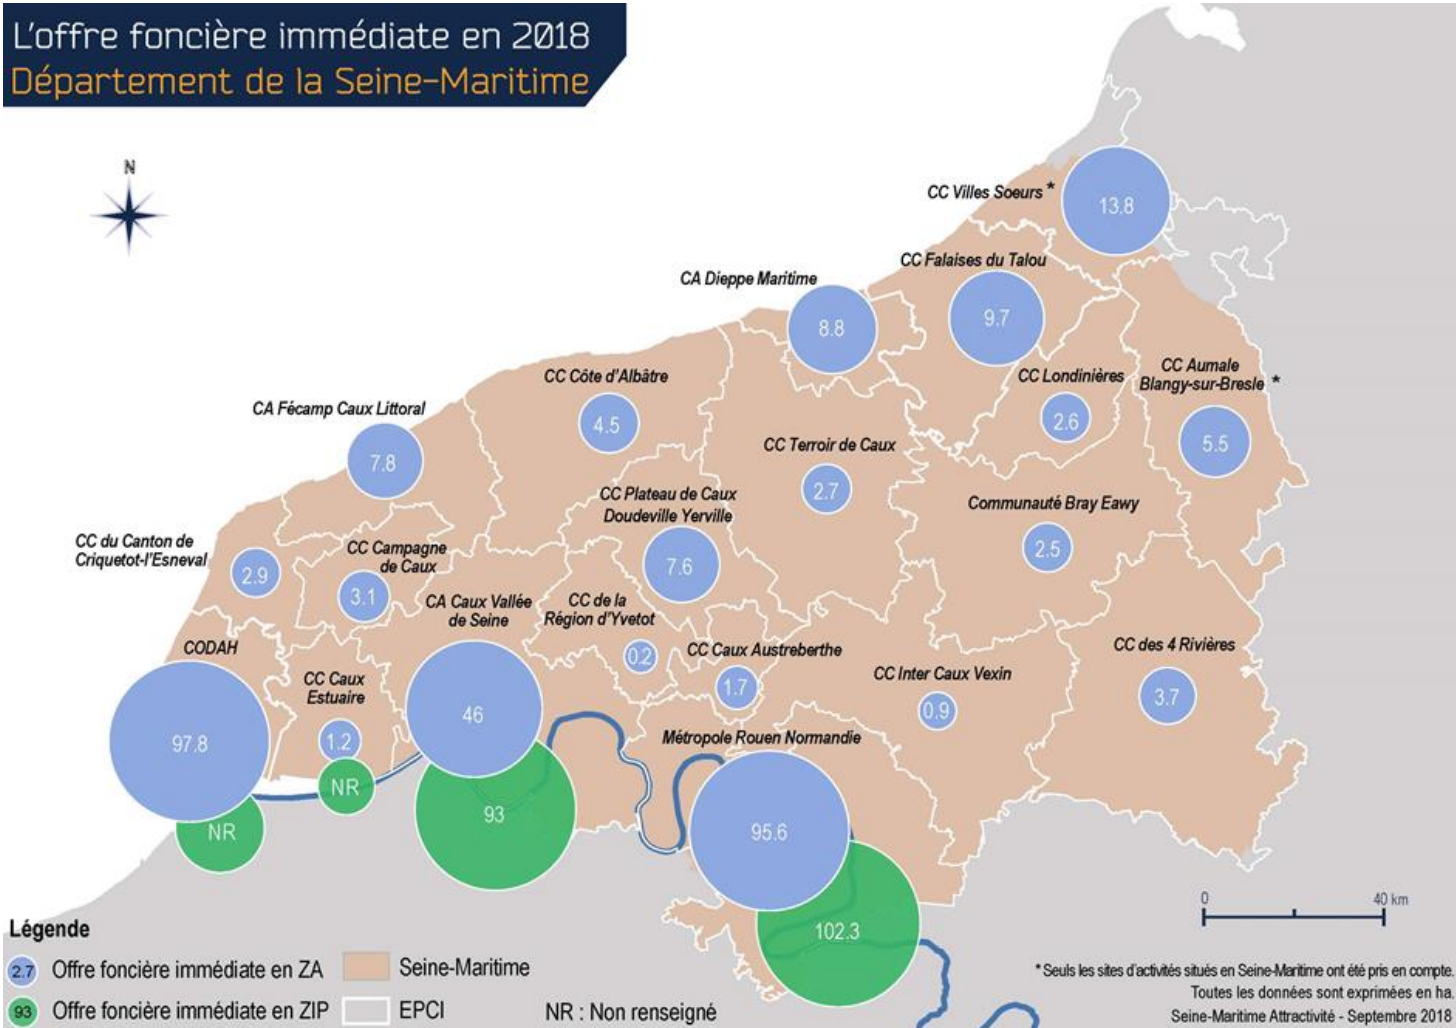 L'offre foncière immédiate en 2018
Département de la Seine-Maritime
N
CC Villes Soeurs *
13.8
CC Falaises du Talou
9.7
CA Dieppe Maritime
8.8
CC Londinières
2.6
CC Aumale
Blangy-sur-Bresle *
5.5
CC Côte d'Albâtre
4.5
CA Fécamp Caux Littoral
7.8
CC Terroir de Caux
2.7
CC Plateau de Caux
Doudeville Yerville
7.6
Communauté Bray Eawy
2.5
CC du Canton de
Criquetot-l'Esneval
2.9
CC Campagne
de Caux
3.1
CA Caux Vallée
de Seine
46
93
CC de la
Région d'Yvetot
0.2
CC Caux Austreberthe
1.7
CC Inter Caux Vexin
0.9
CC des 4 Rivières
3.7
CODAH
97.8
NR
CC Caux
Estuaire
1.2
NR
Métropole Rouen Normandie
95.6
102.3
0 40 km
Légende
2.7 Offre foncière immédiate en ZA
Seine-Maritime
93 Offre foncière immédiate en ZIP
EPCI
NR : Non renseigné
* Seuls les sites d'activités situés en Seine-Maritime ont été pris en compte.
Toutes les données sont exprimées en ha.
Seine-Maritime Attractivité - Septembre 2018